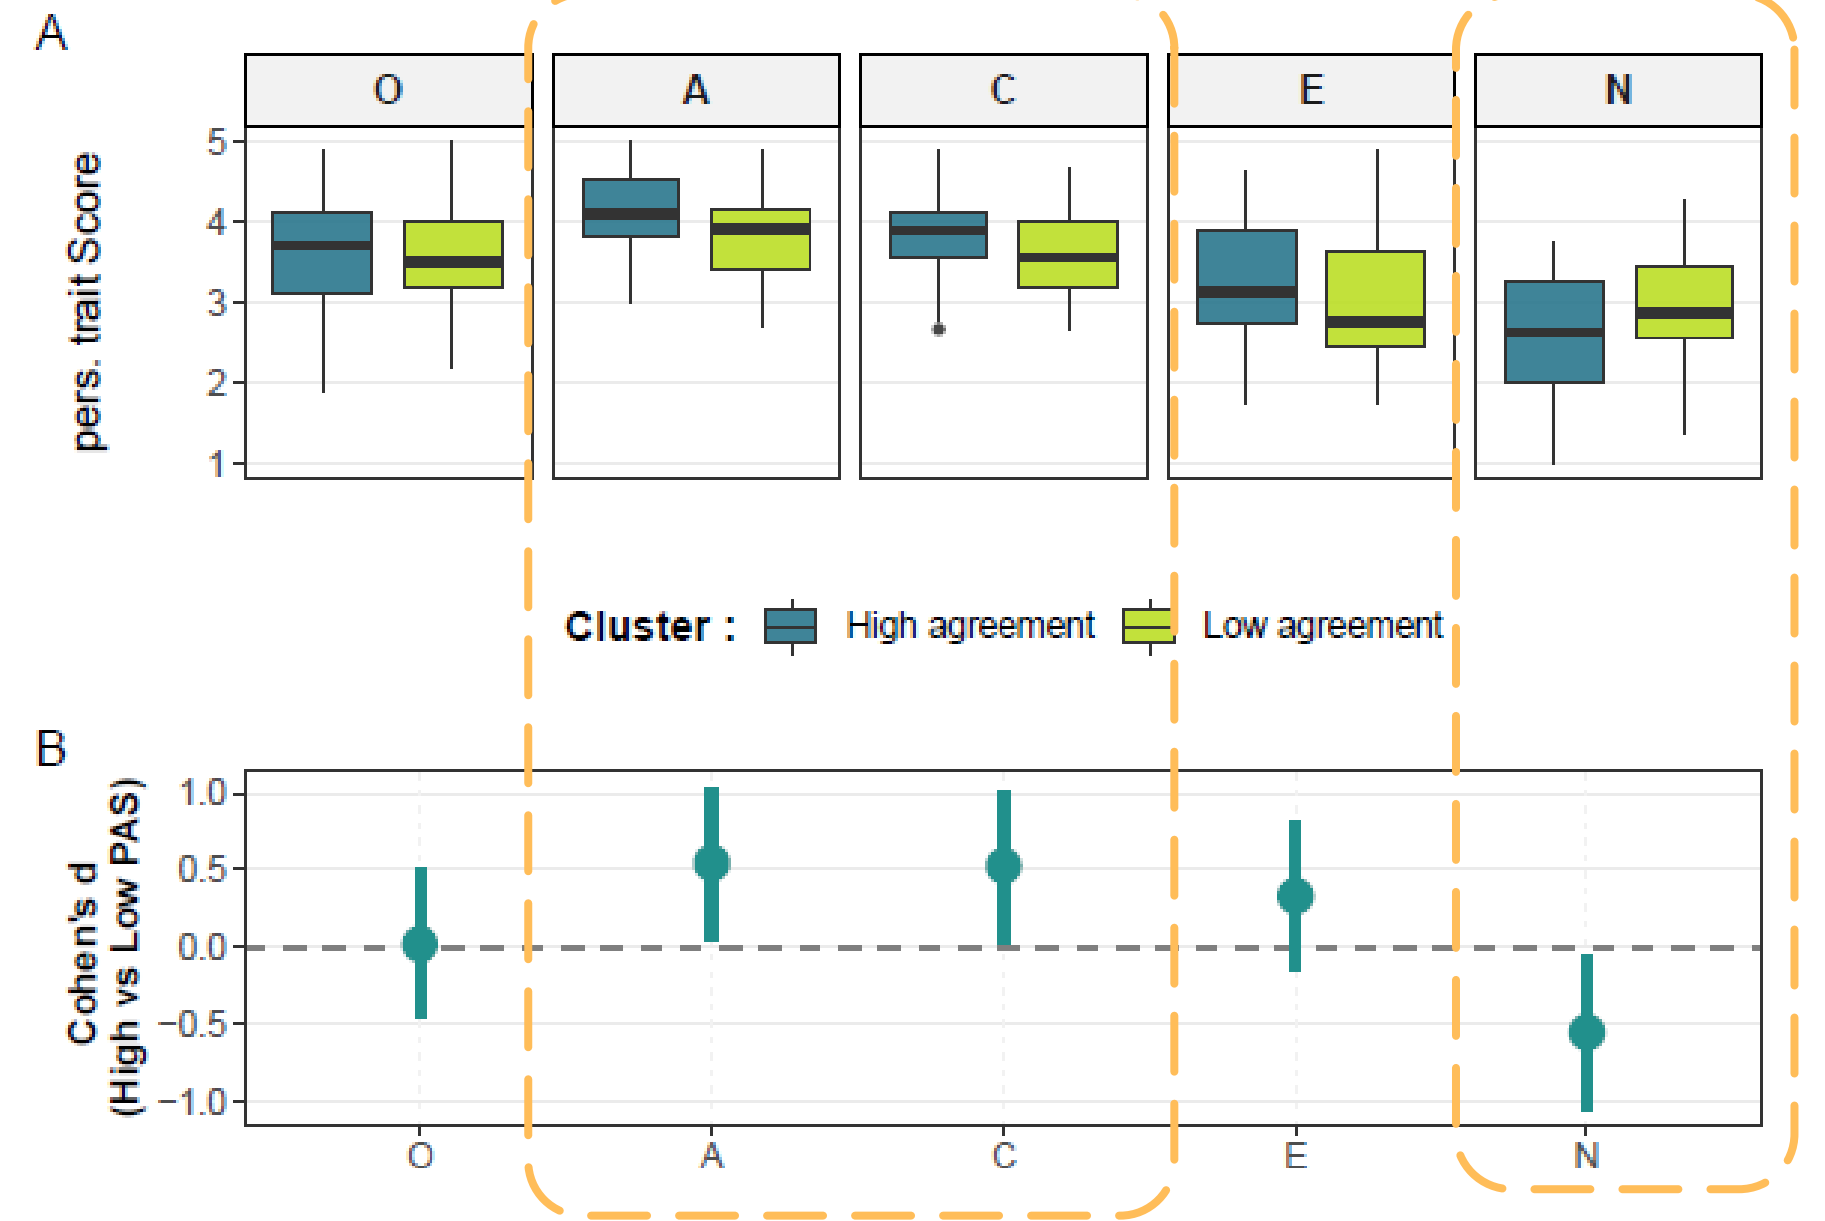 A
O A C E N
pers. trait Score
5
4
3
2
1
Cluster : High agreement Low agreement
B
Cohen's d
(High vs Low PAS)
1.0
0.5
0.0
−0.5
−1.0
O A C E N